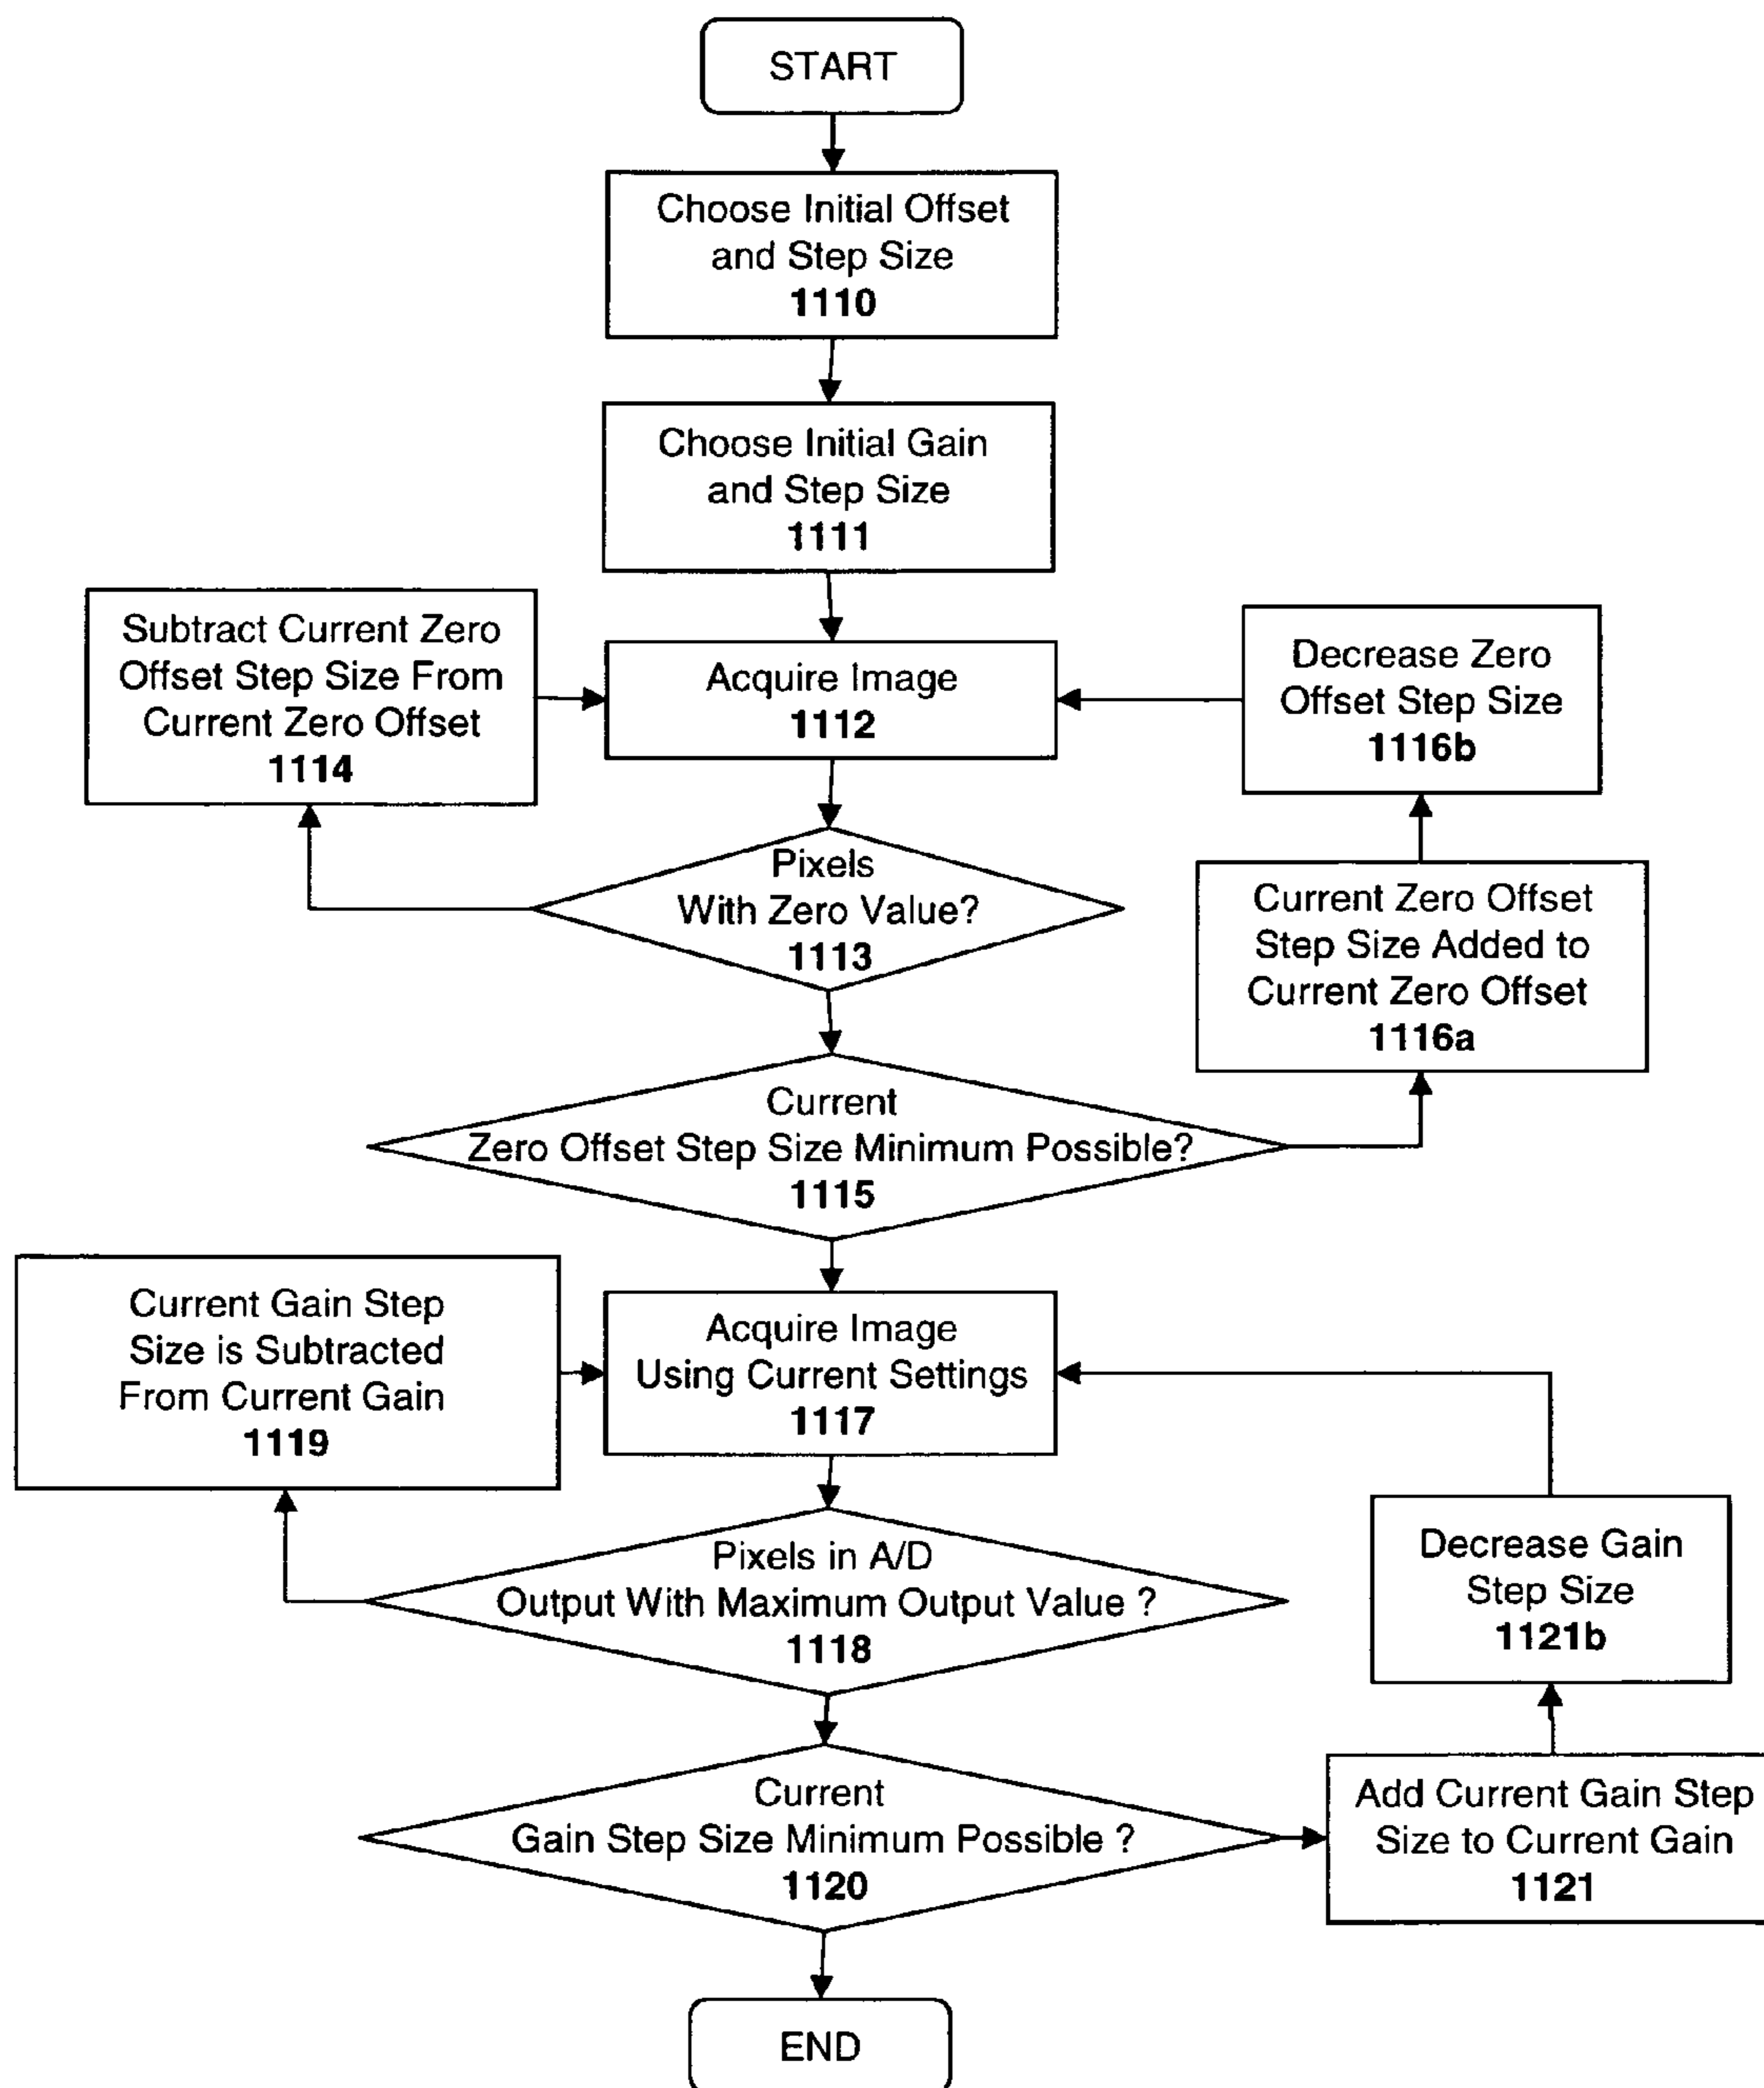 START
Choose Initial Offset
and Step Size
1110
Choose Initial Gain
and Step Size
1111
Subtract Current Zero
Offset Step Size From
Current Zero Offset
1114
Acquire Image
1112
Decrease Zero
Offset Step Size
1116b
Pixels
With Zero Value?
1113
Current Zero Offset
Step Size Added to
Current Zero Offset
1116a
Current
Zero Offset Step Size Minimum Possible?
1115
Current Gain Step
Size is Subtracted
From Current Gain
1119
Acquire Image
Using Current Settings
1117
Pixels in A/D
Output With Maximum Output Value ?
1118
Decrease Gain
Step Size
1121b
Current
Gain Step Size Minimum Possible ?
1120
Add Current Gain Step
Size to Current Gain
1121
END